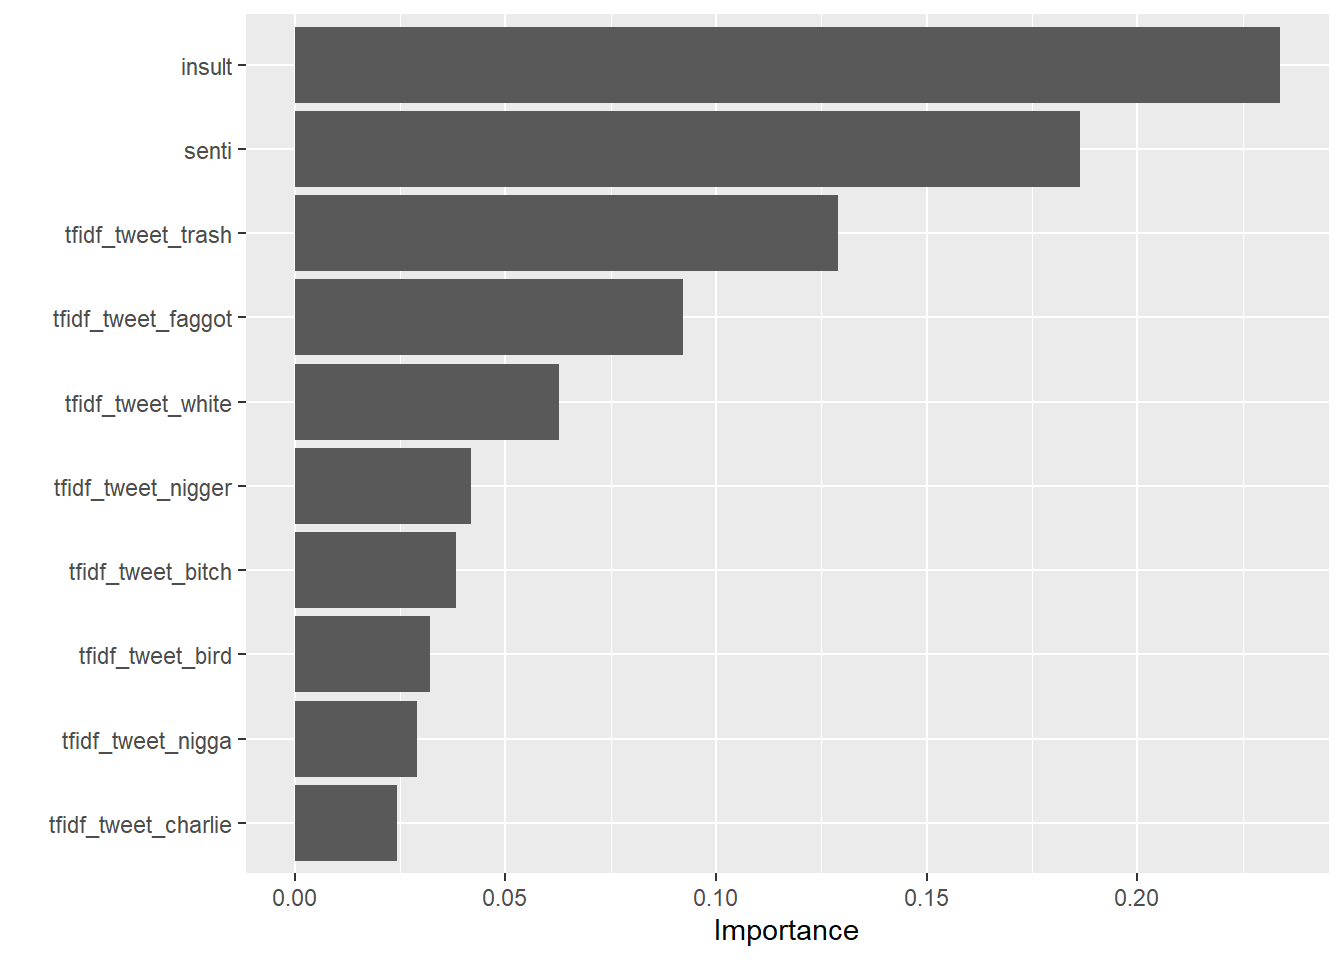 insult
senti
tfidf_tweet_trash
tfidf_tweet_faggot
tfidf_tweet_white
tfidf_tweet_nigger
tfidf_tweet_bitch
tfidf_tweet_bird
tfidf_tweet_nigga
tfidf_tweet_charlie
0.00 0.05 0.10 0.15 0.20
Importance